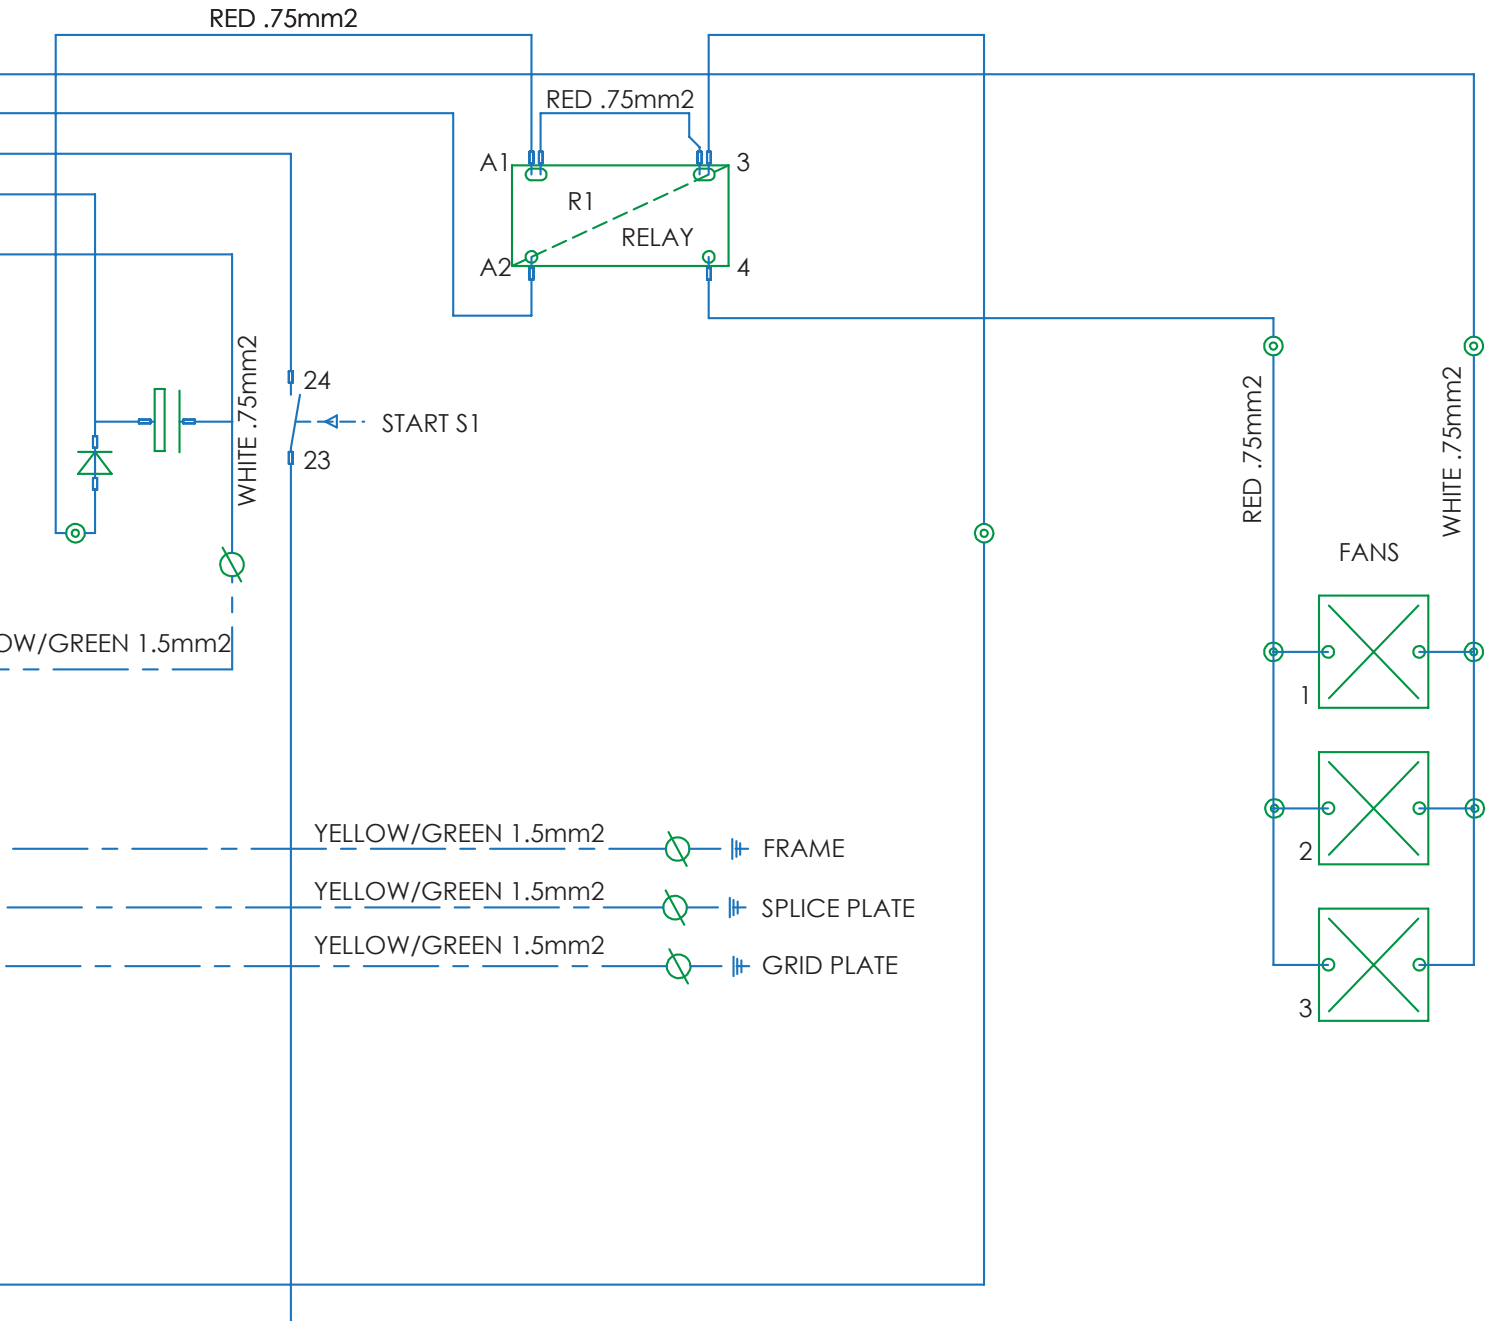 RED .75mm2
RED .75mm2
A1
3
R1
RELAY
A2
4
WHITE .75mm2
24
START S1
23
RED .75mm2
WHITE .75mm2
FANS
OW/GREEN 1.5mm2
1
YELLOW/GREEN 1.5mm2
FRAME
2
YELLOW/GREEN 1.5mm2
SPLICE PLATE
YELLOW/GREEN 1.5mm2
GRID PLATE
3